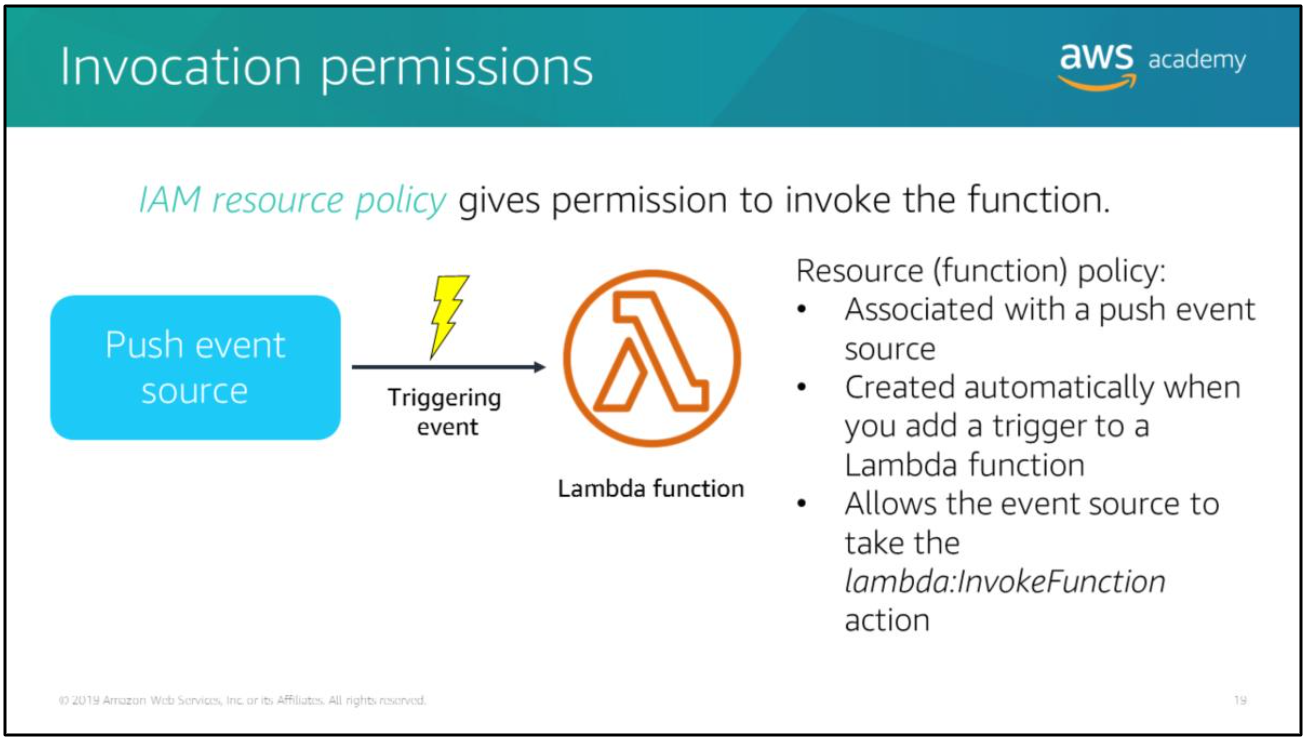 Invocation permissions
aws academy
IAM resource policy gives permission to invoke the function.
Push event
source
Triggering
event
Lambda function
Resource (function) policy:
• Associated with a push event
source
• Created automatically when
you add a trigger to a
Lambda function
• Allows the event source to
take the
lambda:InvokeFunction
action
© 2019 Amazon Web Services, Inc. or its Affiliates. All rights reserved.
19